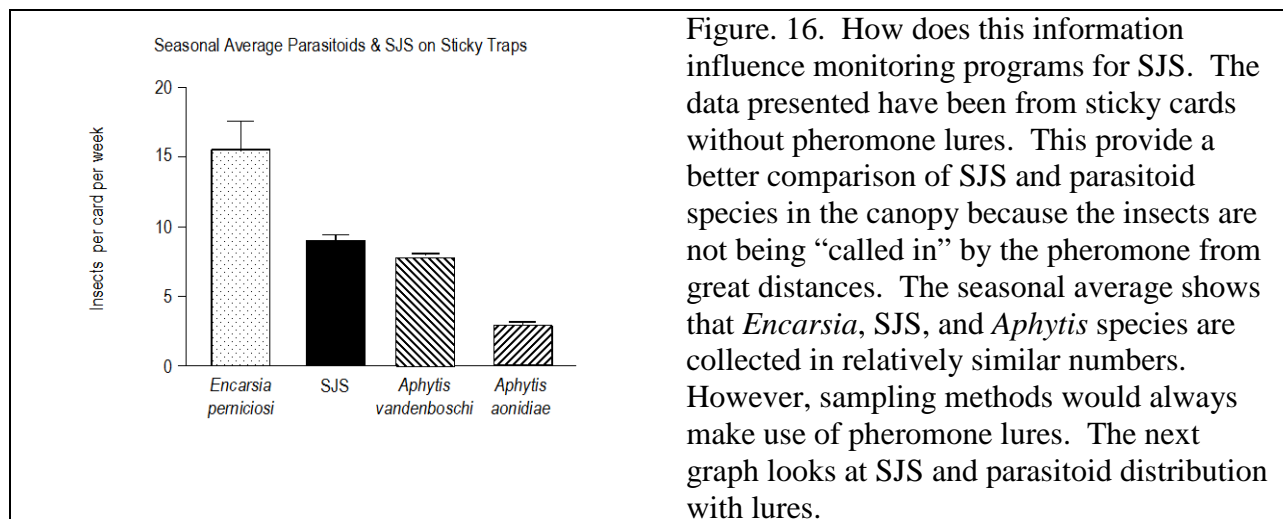 Seasonal Average Parasitoids & SJS on Sticky Traps
Insects per card per week
20
15
10
5
0
Encarsia
perniciosi
SJS
Aphytis
vandenboschi
Aphytis
aonidiae
Figure. 16.  How does this information
influence monitoring programs for SJS.  The
data presented have been from sticky cards
without pheromone lures.  This provide a
better comparison of SJS and parasitoid
species in the canopy because the insects are
not being “called in” by the pheromone from
great distances.  The seasonal average shows
that Encarsia, SJS, and Aphytis species are
collected in relatively similar numbers.
However, sampling methods would always
make use of pheromone lures.  The next
graph looks at SJS and parasitoid distribution
with lures.